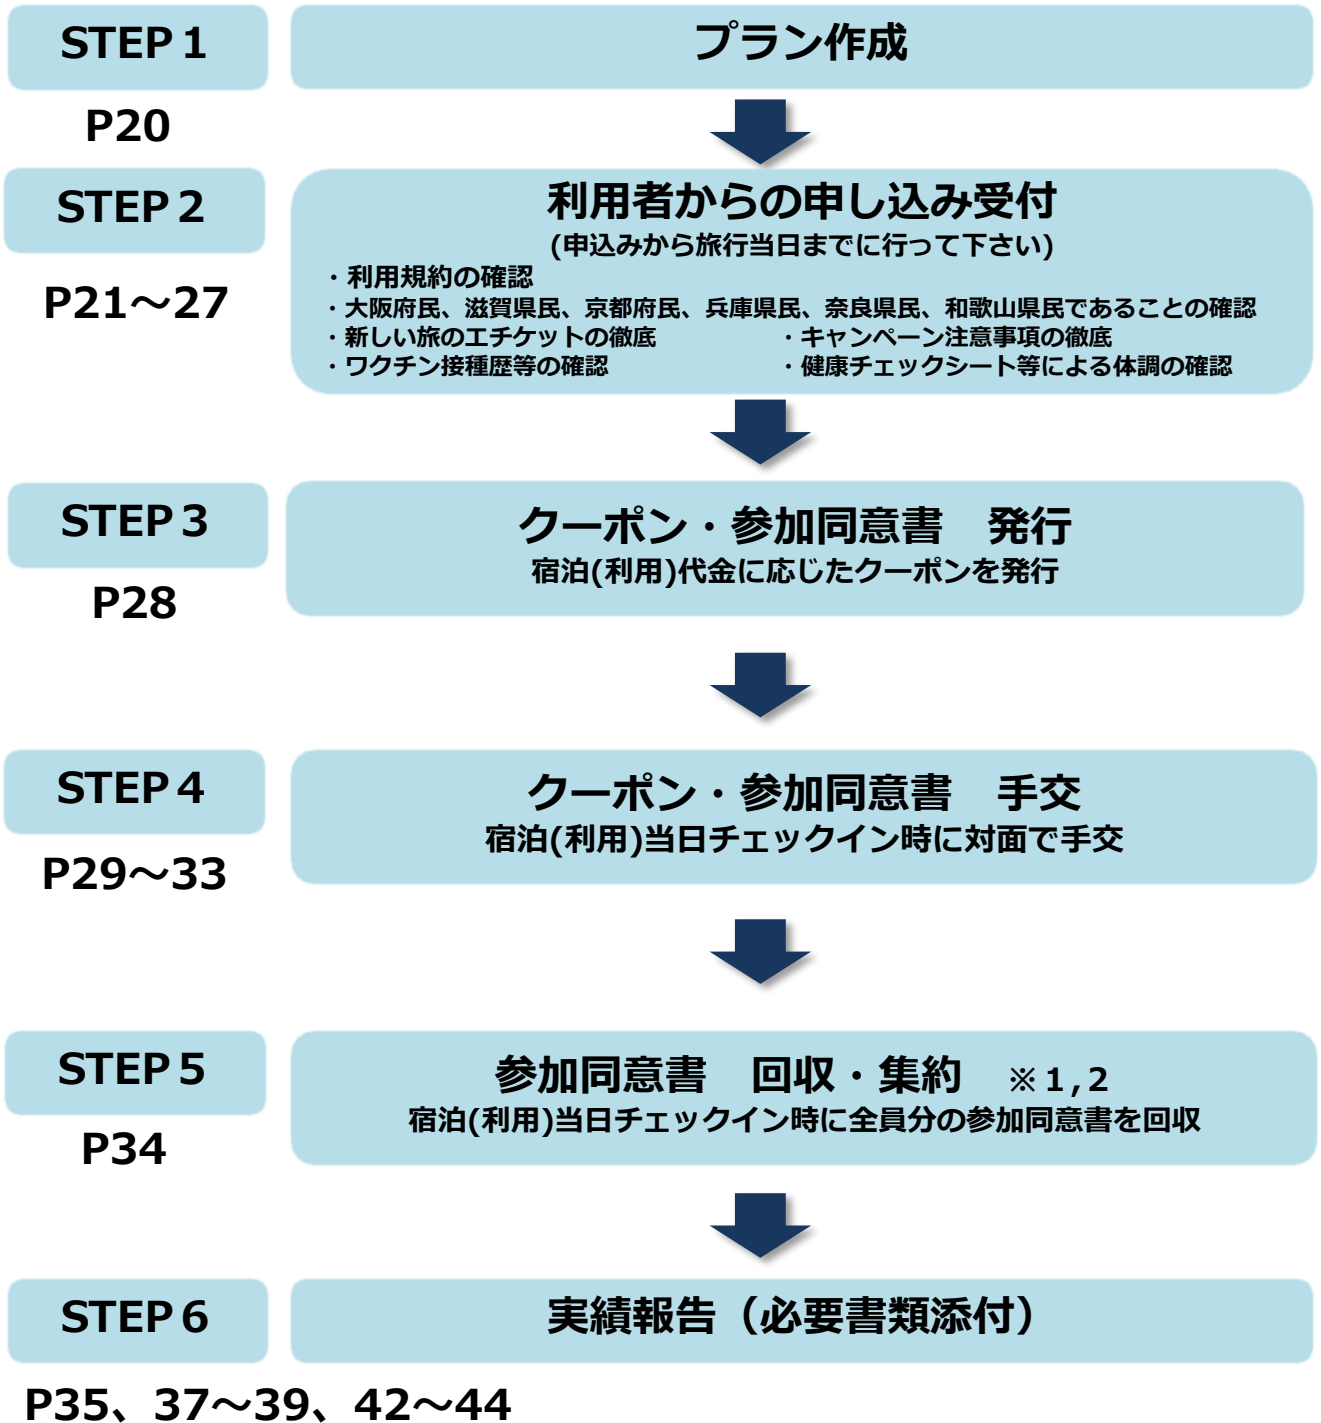 STEP１
プラン作成
P20
STEP２
利用者からの申し込み受付
(申込みから旅行当日までに行って下さい)
・利用規約の確認
・大阪府民、滋賀県民、京都府民、兵庫県民、奈良県民、和歌山県民であることの確認
・新しい旅のエチケットの徹底　・キャンペーン注意事項の徹底
・ワクチン接種歴等の確認　・健康チェックシート等による体調の確認
P21～27
STEP３
クーポン・参加同意書　発行
宿泊(利用)代金に応じたクーポンを発行
P28
STEP４
クーポン・参加同意書　手交
宿泊(利用)当日チェックイン時に対面で手交
P29～33
STEP５
参加同意書　回収・集約　※１,２
宿泊(利用)当日チェックイン時に全員分の参加同意書を回収
P34
STEP６
実績報告（必要書類添付）
P35、37～39、42～44